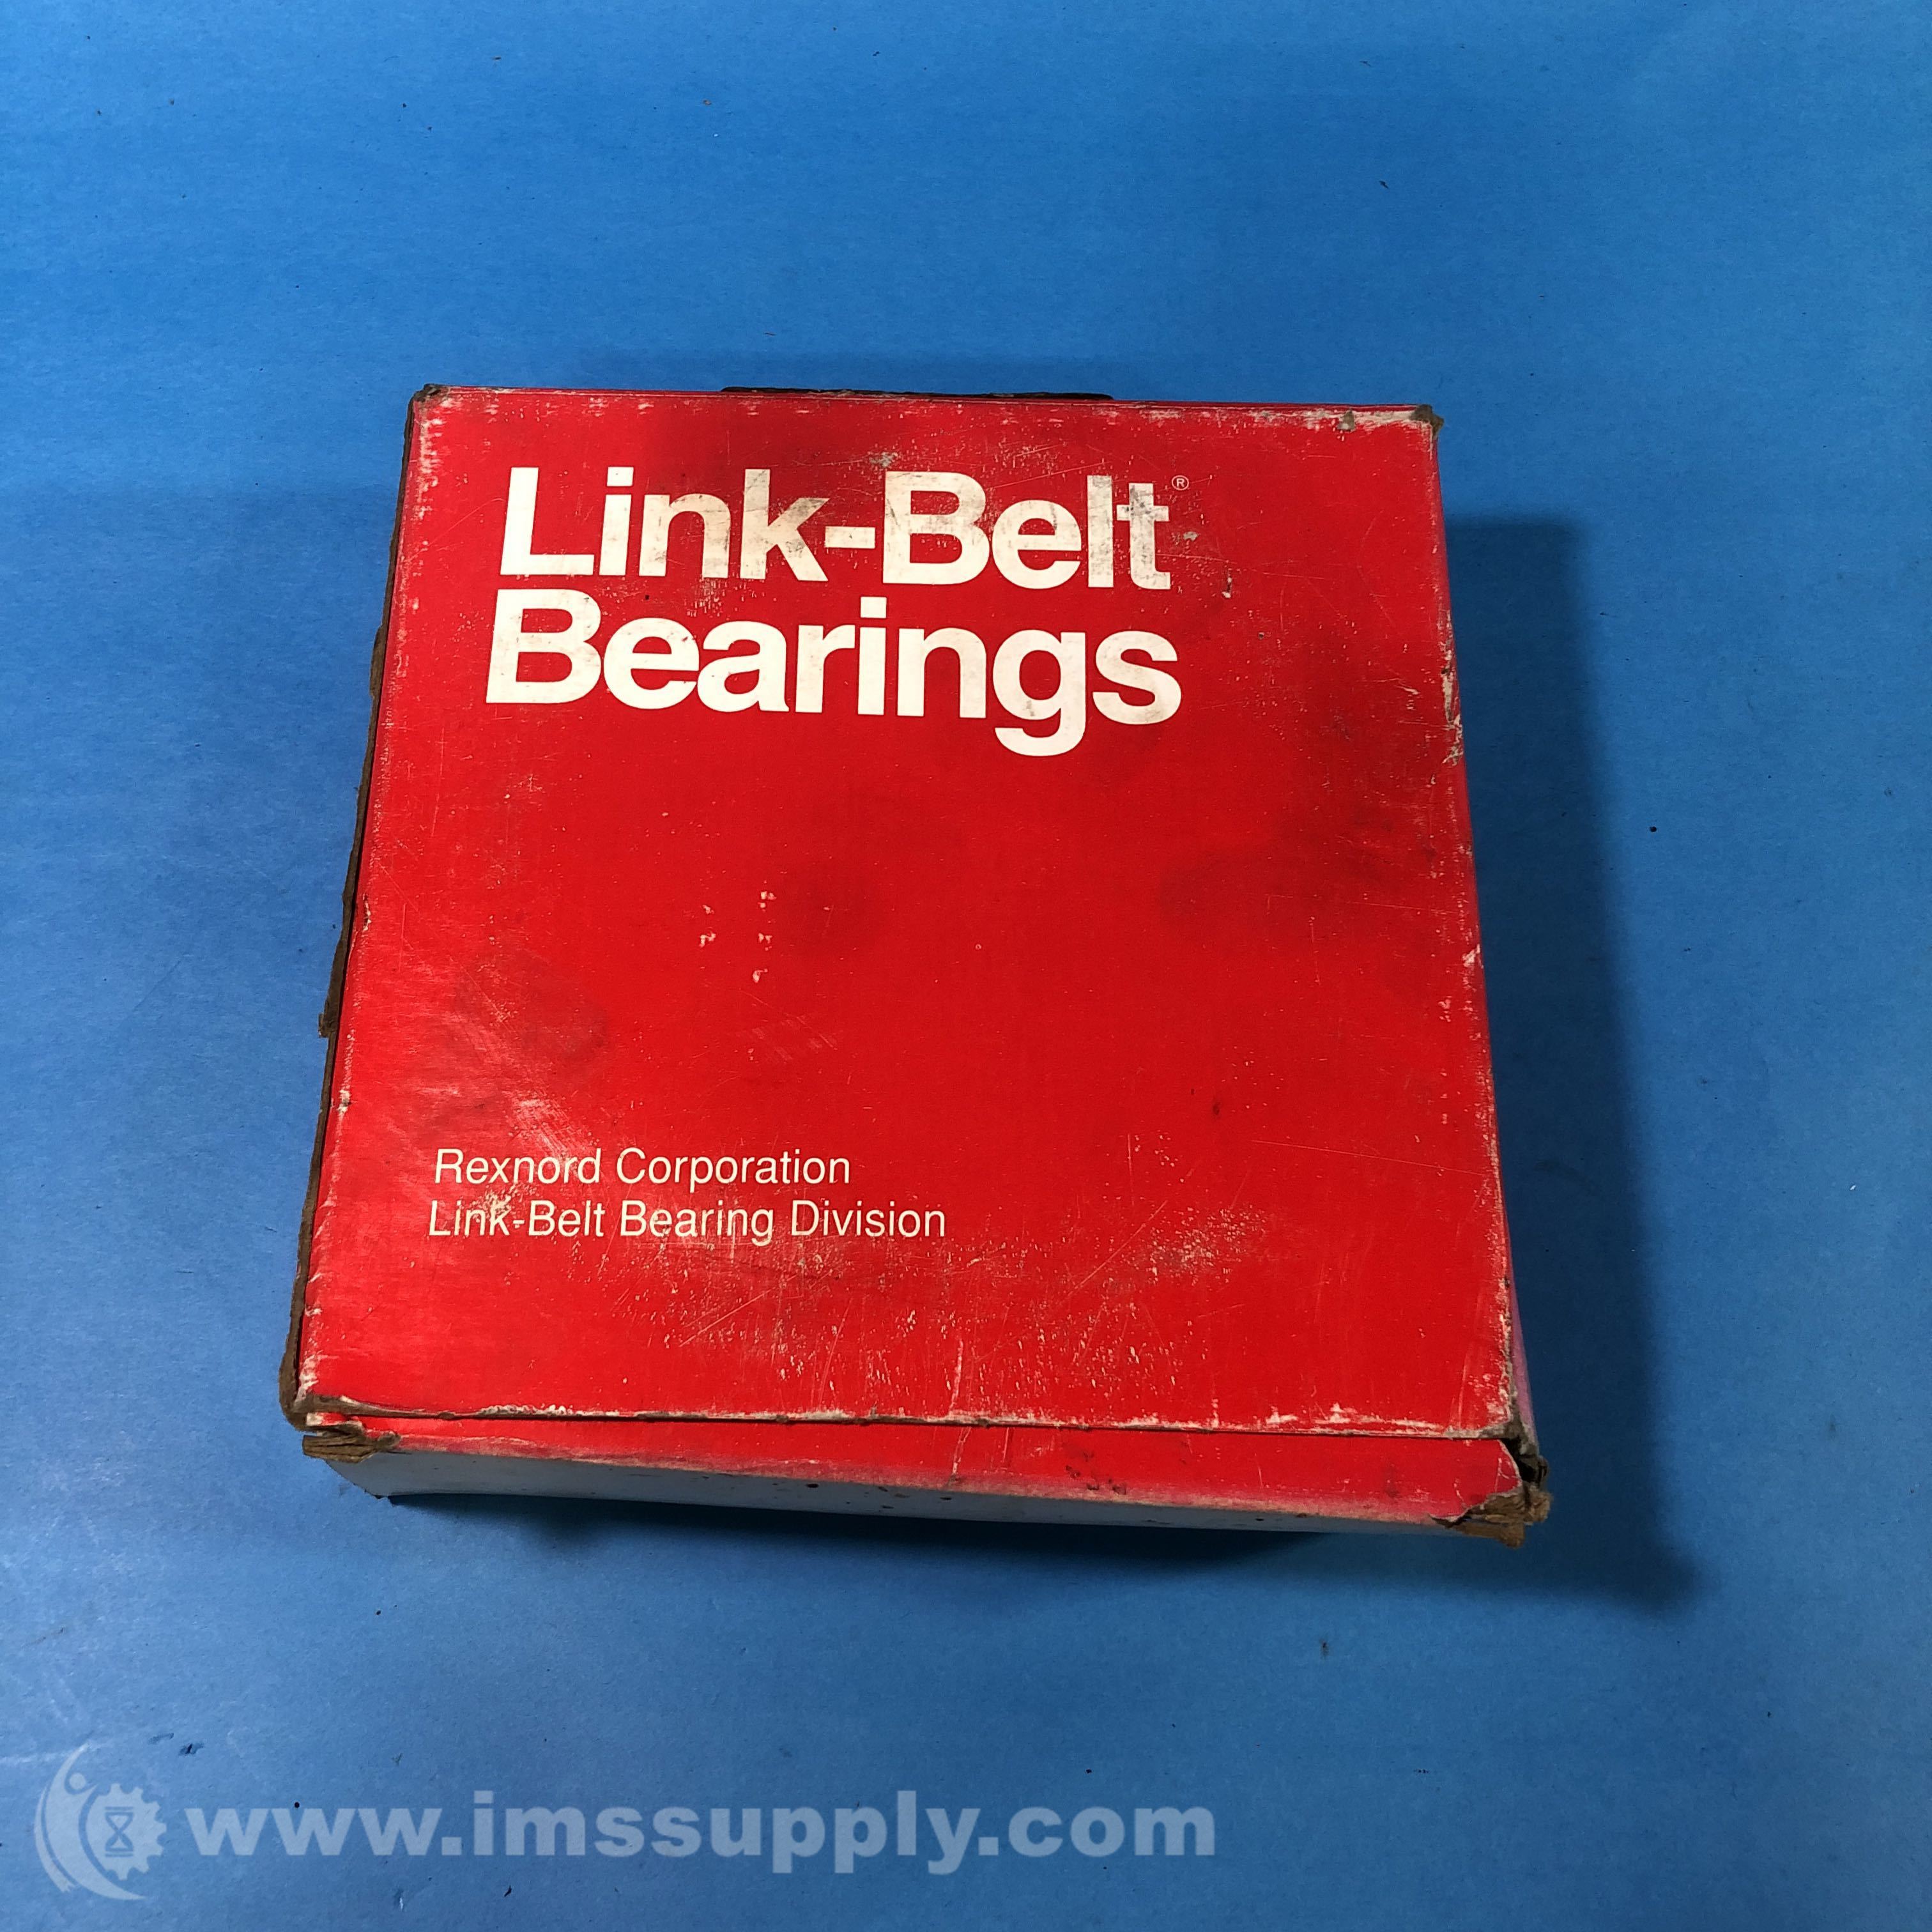 Link-Belt®
Bearings
Rexnord Corporation
Link-Belt Bearing Division
www.imssupply.com